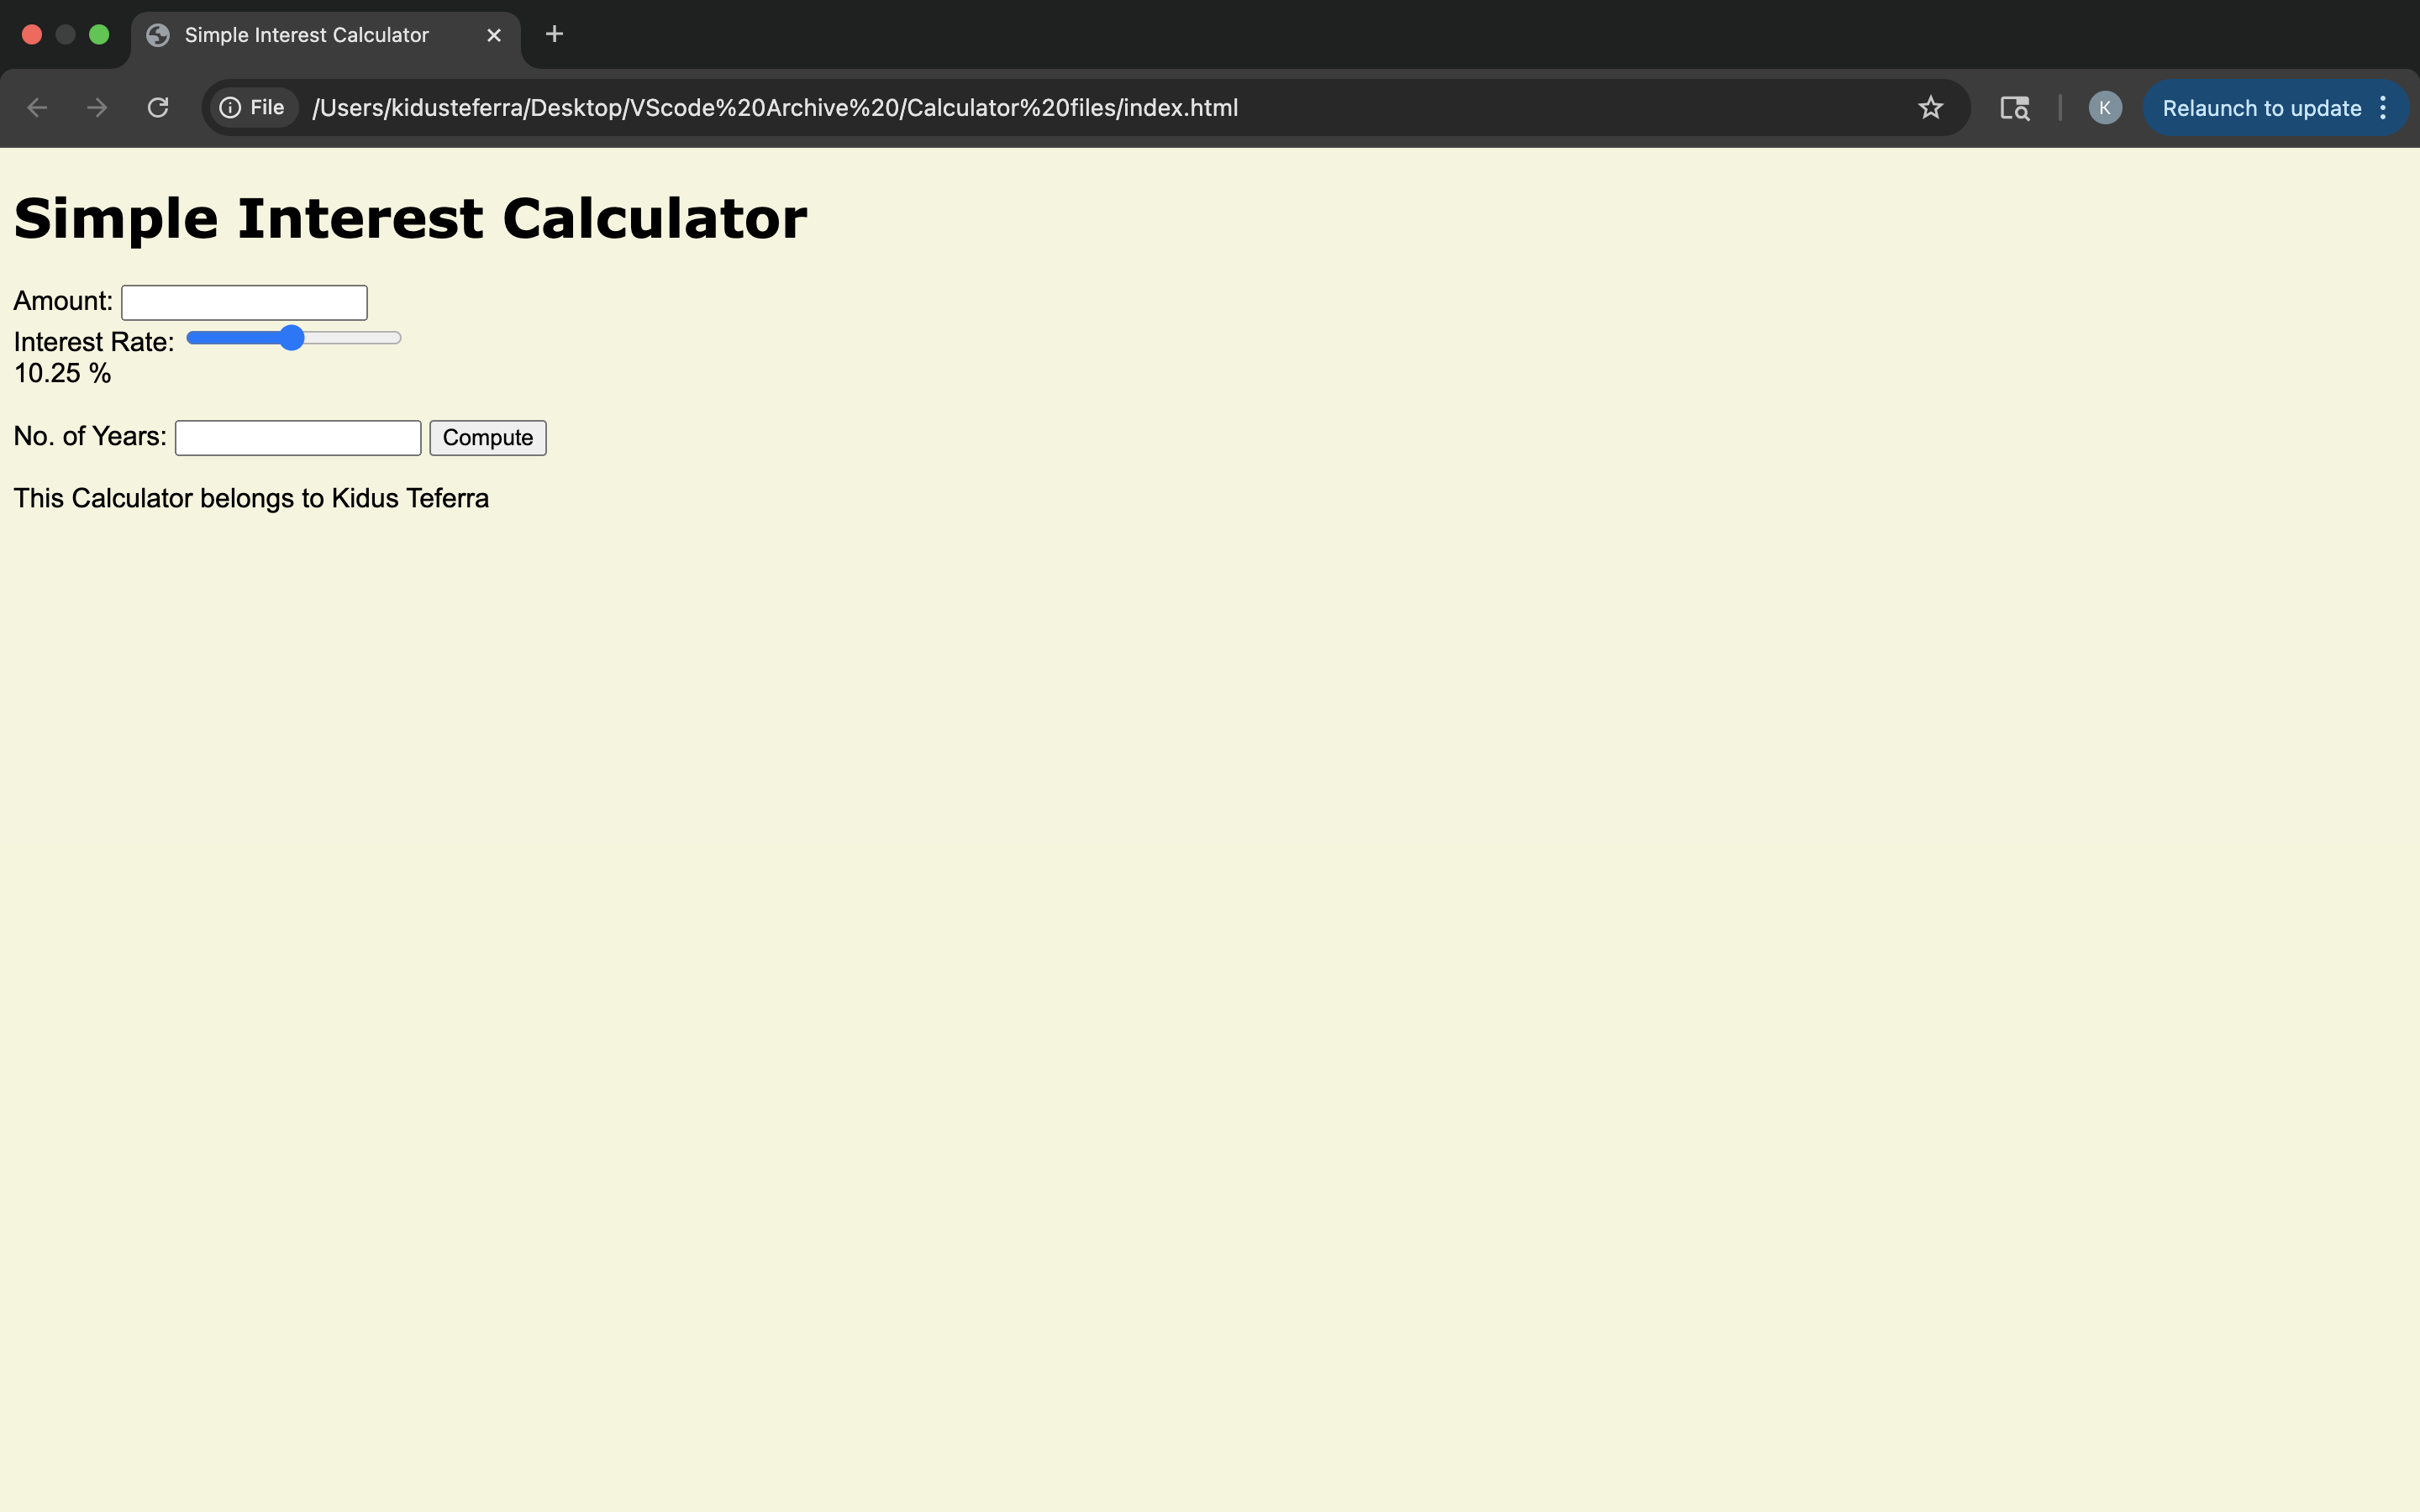 Simple Interest Calculator
File /Users/kidusteferra/Desktop/VScode%20Archive%20/Calculator%20files/index.html
K
Relaunch to update
Simple Interest Calculator
Amount:
Interest Rate:
10.25 %
No. of Years: Compute
This Calculator belongs to Kidus Teferra